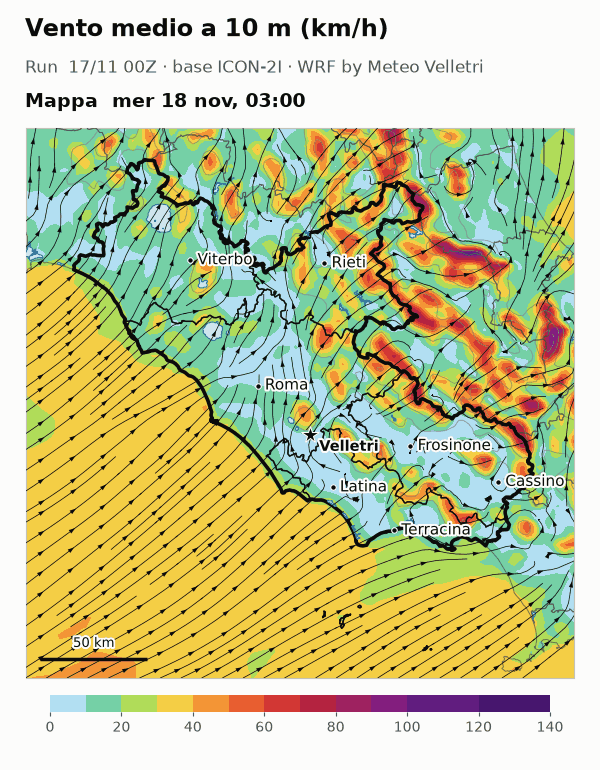 Vento medio a 10 m (km/h)
Run 17/11 00Z · base ICON-2I · WRF by Meteo Velletri
Mappa mer 18 nov, 03:00
Viterbo
Rieti
Roma
Velletri
Frosinone
Cassino
Latina
Terracina
50 km
0 20 40 60 80 100 120 140